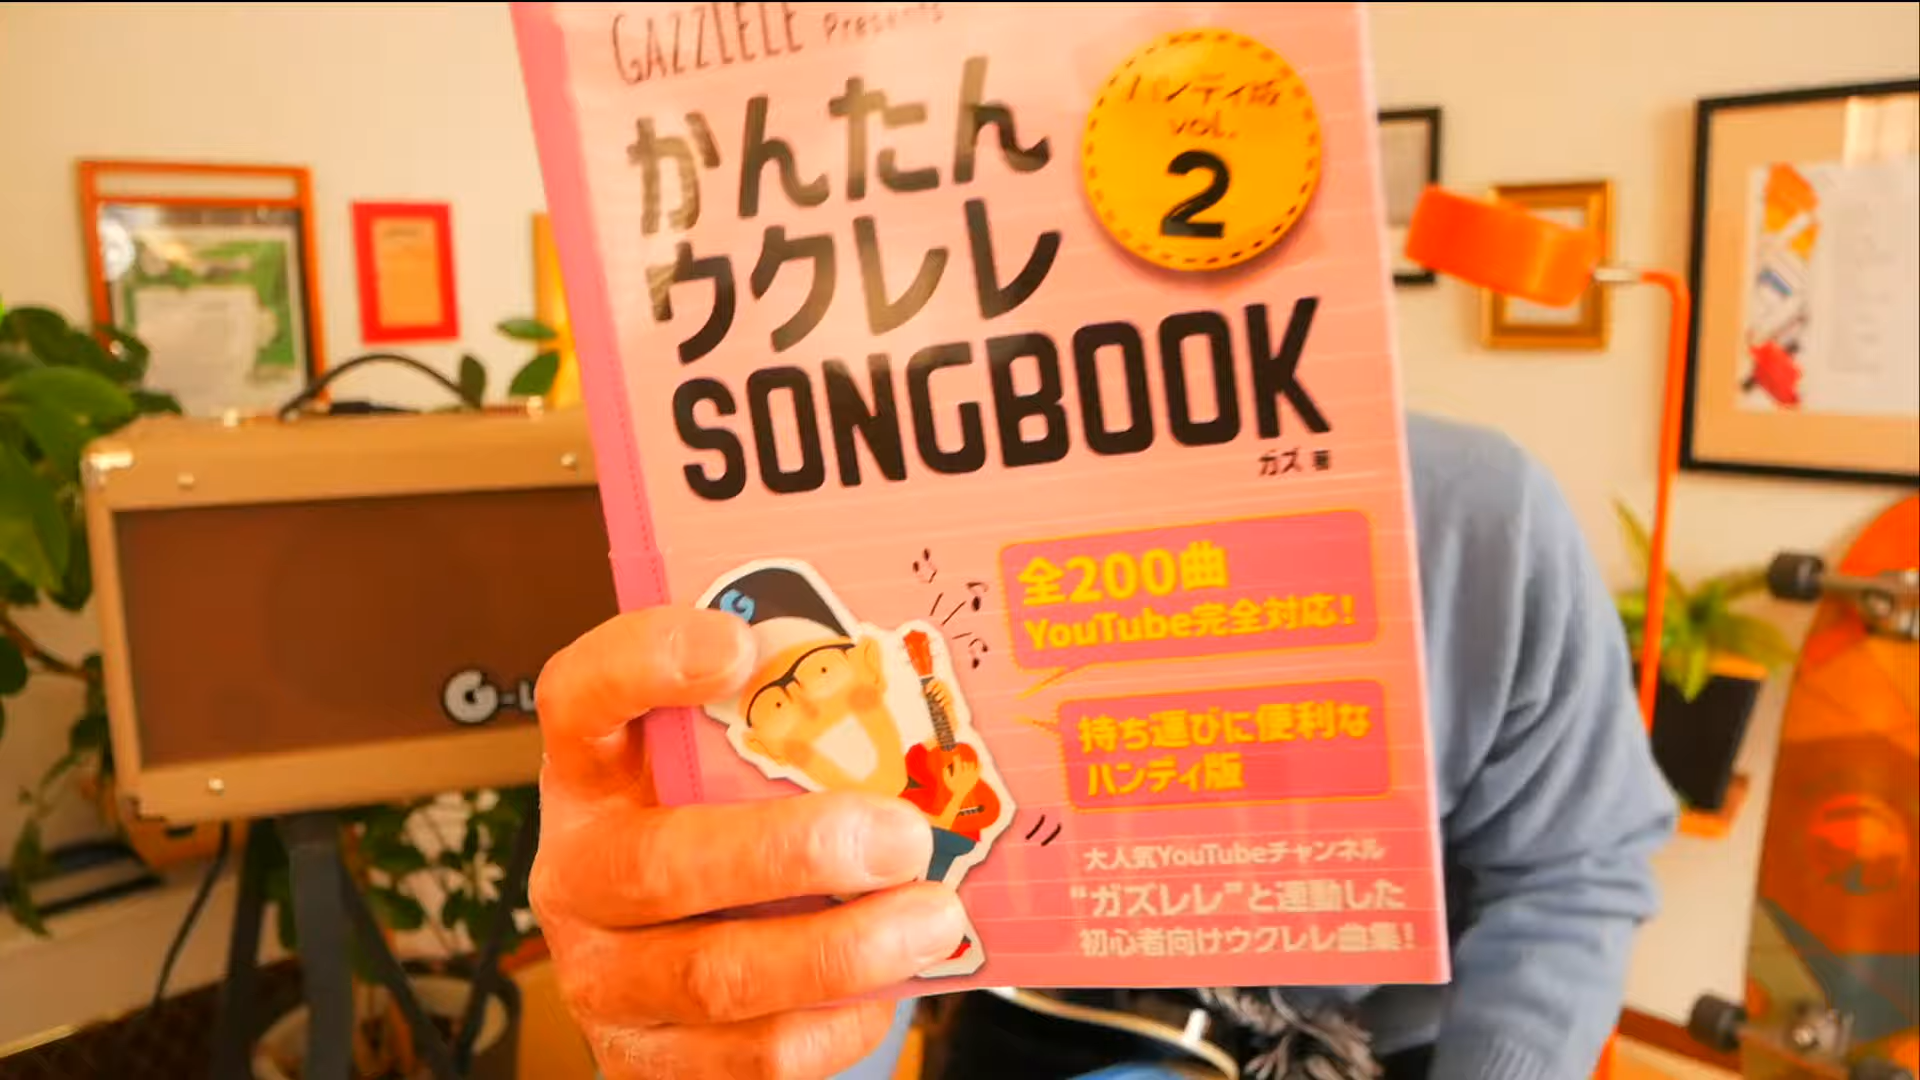 GAZZLELE Presents
かんたん
ウクレレ
SONGBOOK
ハンディ版
vol.
2
ガズ 著
全200曲
YouTube完全対応!
持ち運びに便利な
ハンディ版
大人気YouTubeチャンネル
"ガズレレ"と連動した
初心者向けウクレレ曲集!
G
G-L